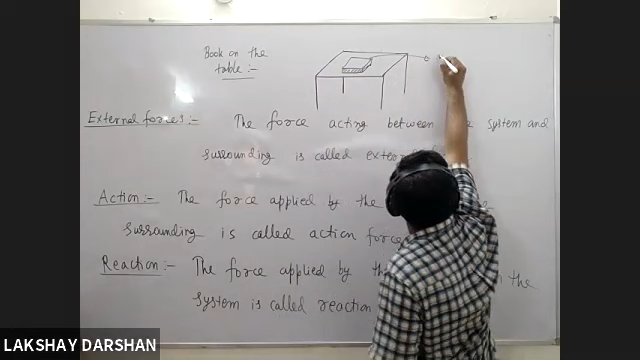 Book on the
table :-
External forces :- The force acting between system and
surrounding is called
Action :- The force applied by the
surrounding is called action force
Reaction :- The force applied by the
the
system is called reaction
LAKSHAY DARSHAN